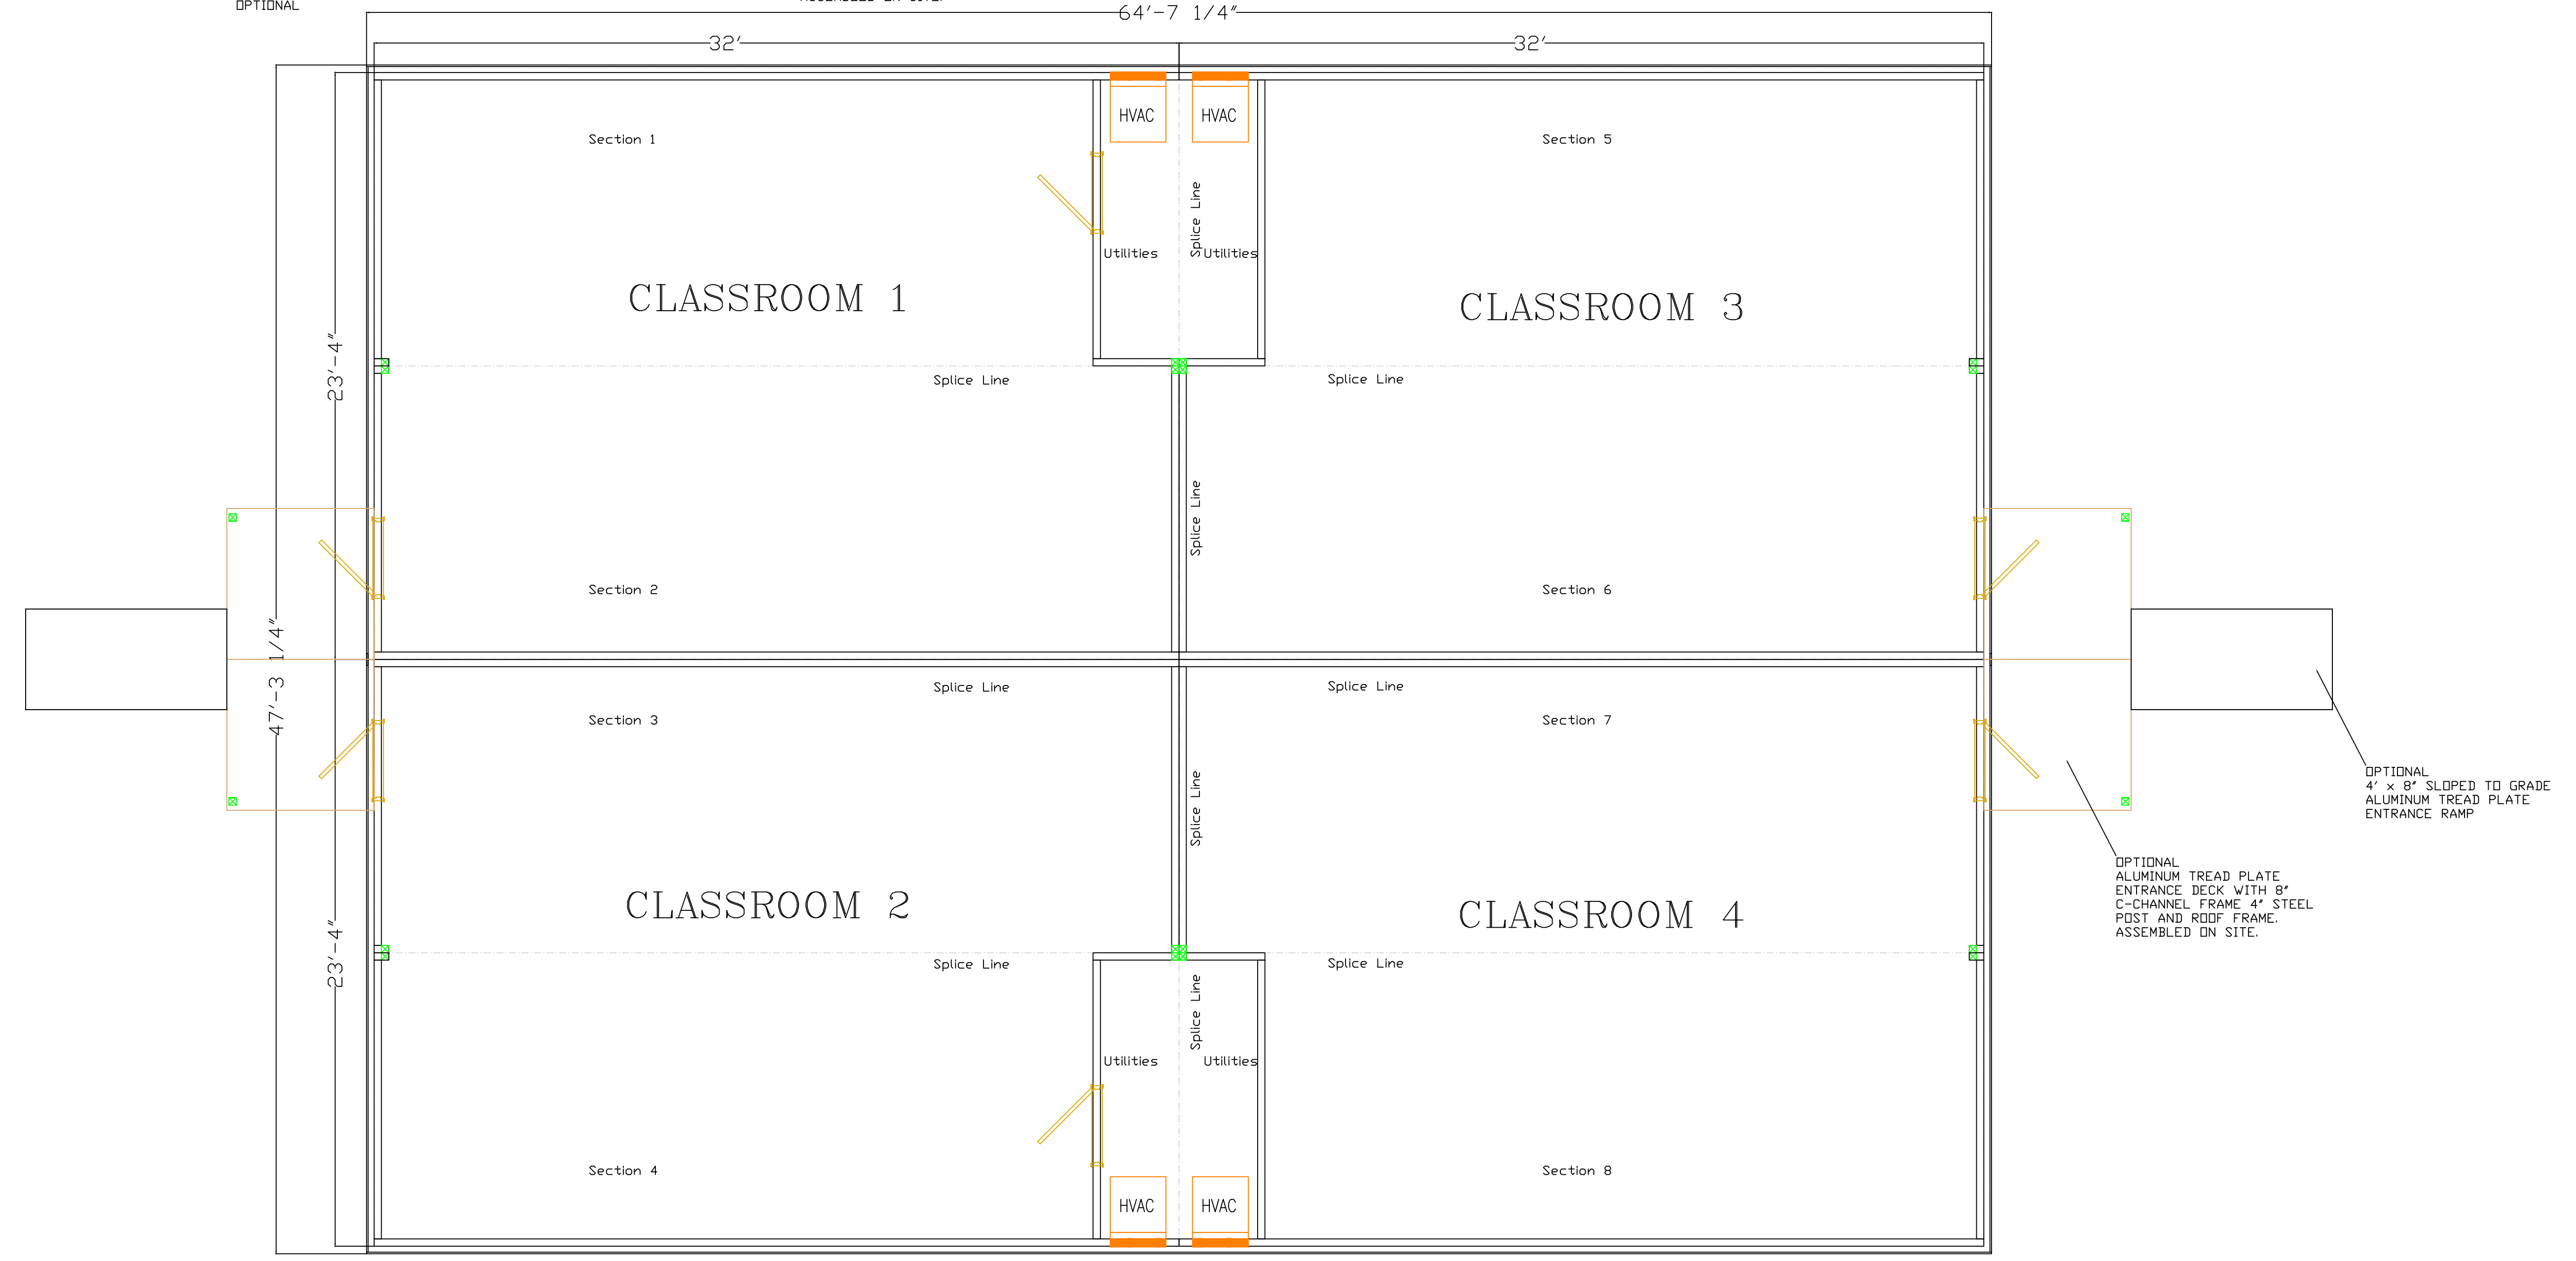 OPTIONAL
64'-7 1/4"
32'
32'
HVAC
HVAC
Section 1
Section 5
Splice Line
Utilities
Utilities
CLASSROOM 1
CLASSROOM 3
23'-4"
Splice Line
Splice Line
Splice Line
Section 2
Section 6
47'-3 1/4"
Splice Line
Splice Line
Section 3
Section 7
Splice Line
OPTIONAL
4' x 8" SLOPED TO GRADE
ALUMINUM TREAD PLATE
ENTRANCE RAMP
OPTIONAL
ALUMINUM TREAD PLATE
ENTRANCE DECK WITH 8"
C-CHANNEL FRAME 4" STEEL
POST AND ROOF FRAME.
ASSEMBLED ON SITE.
CLASSROOM 2
CLASSROOM 4
23'-4"
Splice Line
Splice Line
Splice Line
Utilities
Utilities
Section 4
Section 8
HVAC
HVAC